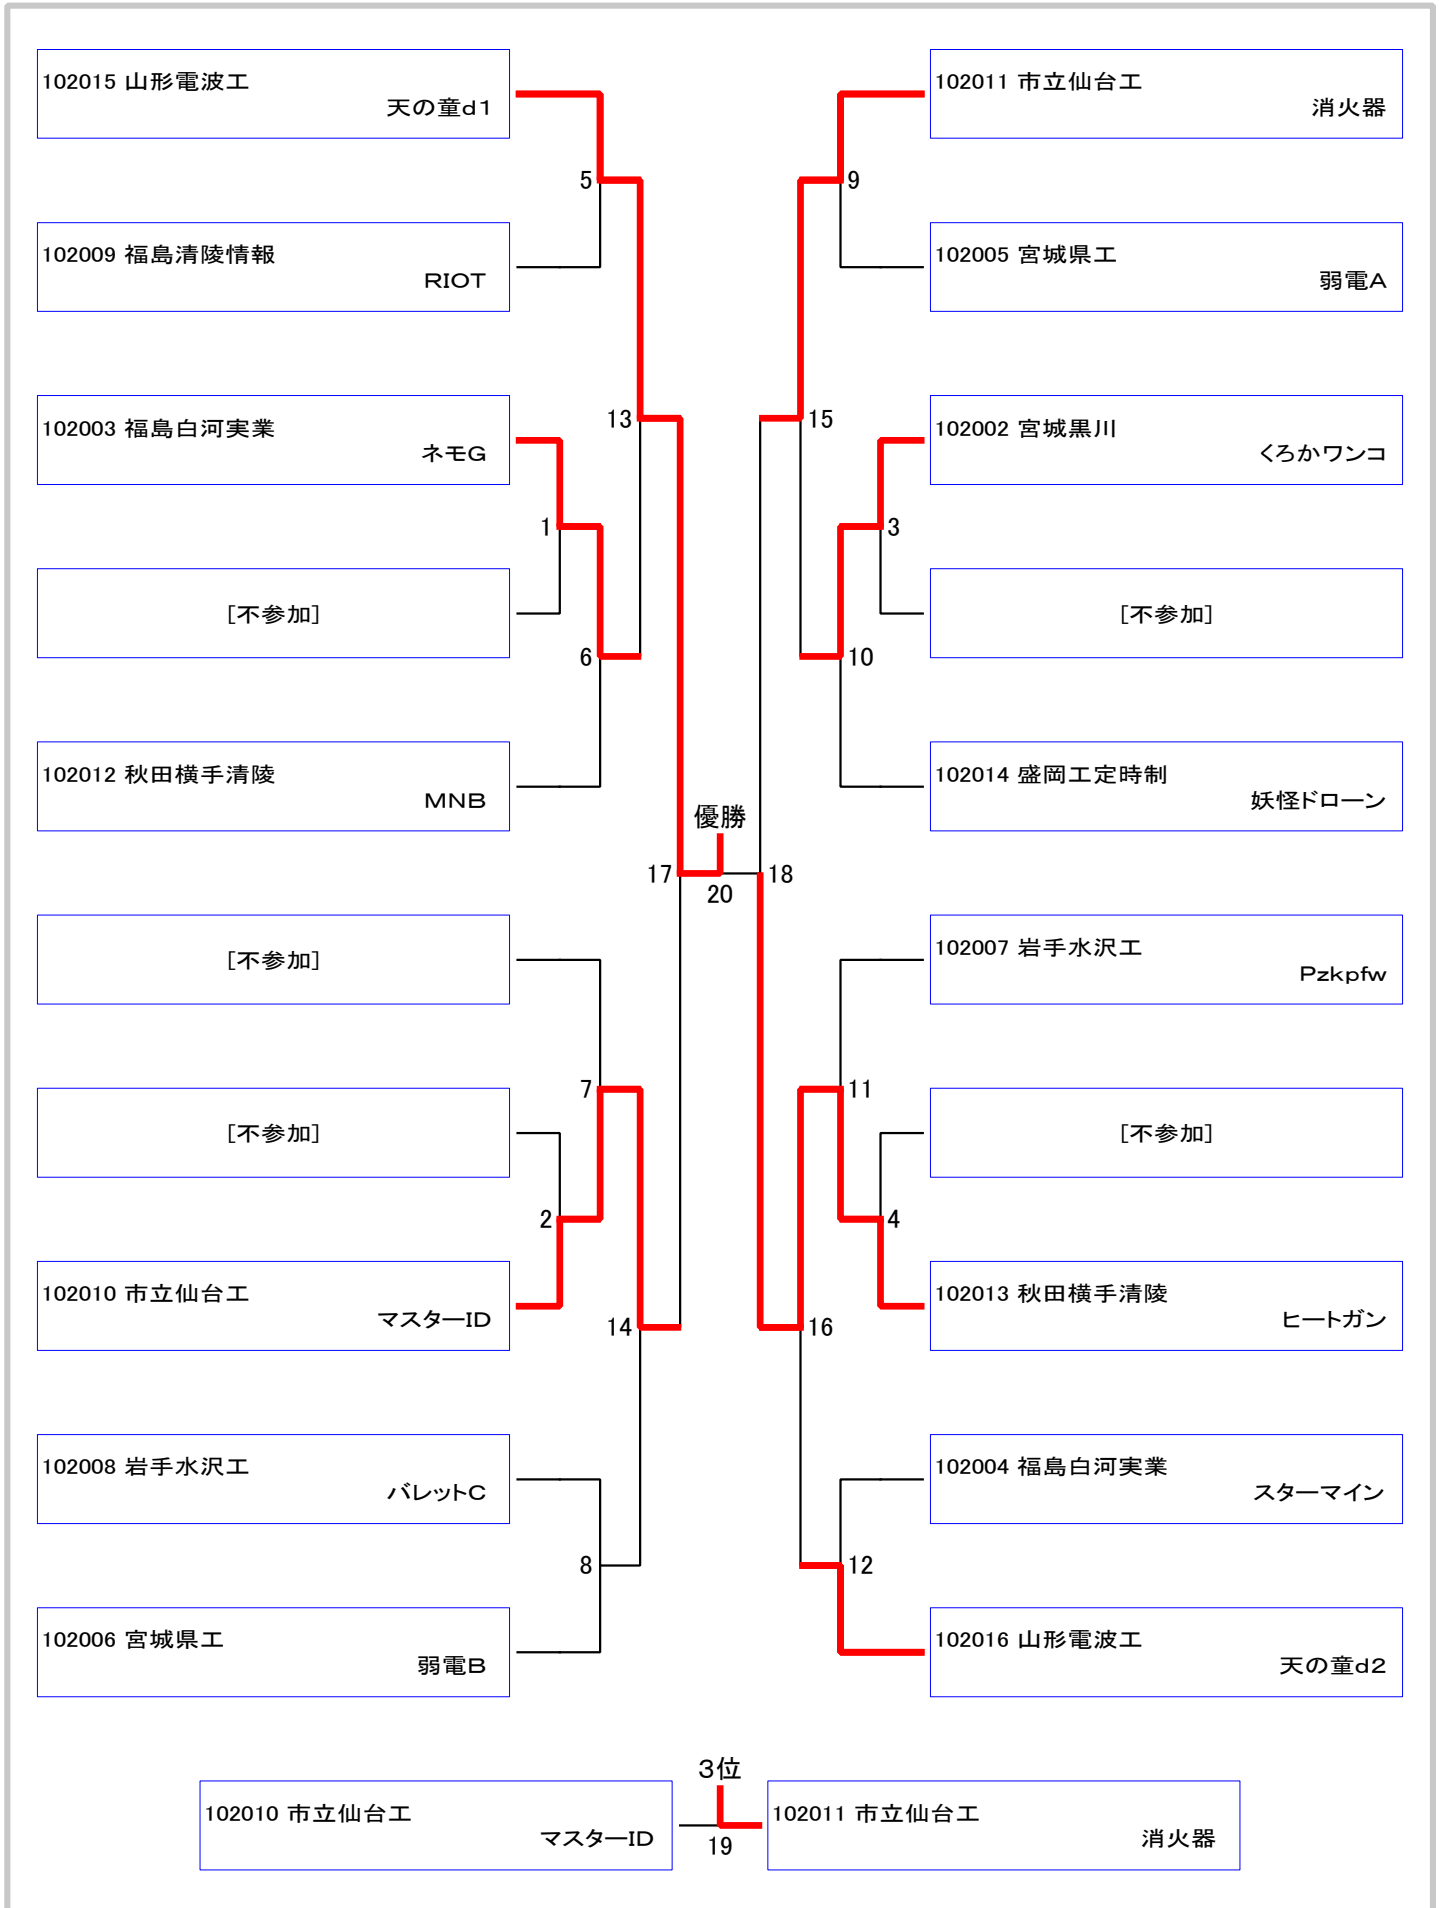 102015 山形電波工
天の童d1
102009 福島清陵情報
RIOT
102003 福島白河実業
ネモG
[不参加]
102012 秋田横手清陵
MNB
[不参加]
[不参加]
102010 市立仙台工
マスターID
102008 岩手水沢工
バレットC
102006 宮城県工
弱電B
5
13
1
6
優勝
17
20
18
7
2
14
8
9
15
3
10
11
4
16
12
102011 市立仙台工
消火器
102005 宮城県工
弱電A
102002 宮城黒川
くろかワンコ
[不参加]
102014 盛岡工定時制
妖怪ドローン
102007 岩手水沢工
Pzkpfw
[不参加]
102013 秋田横手清陵
ヒートガン
102004 福島白河実業
スターマイン
102016 山形電波工
天の童d2
3位
102010 市立仙台工
マスターID
19
102011 市立仙台工
消火器